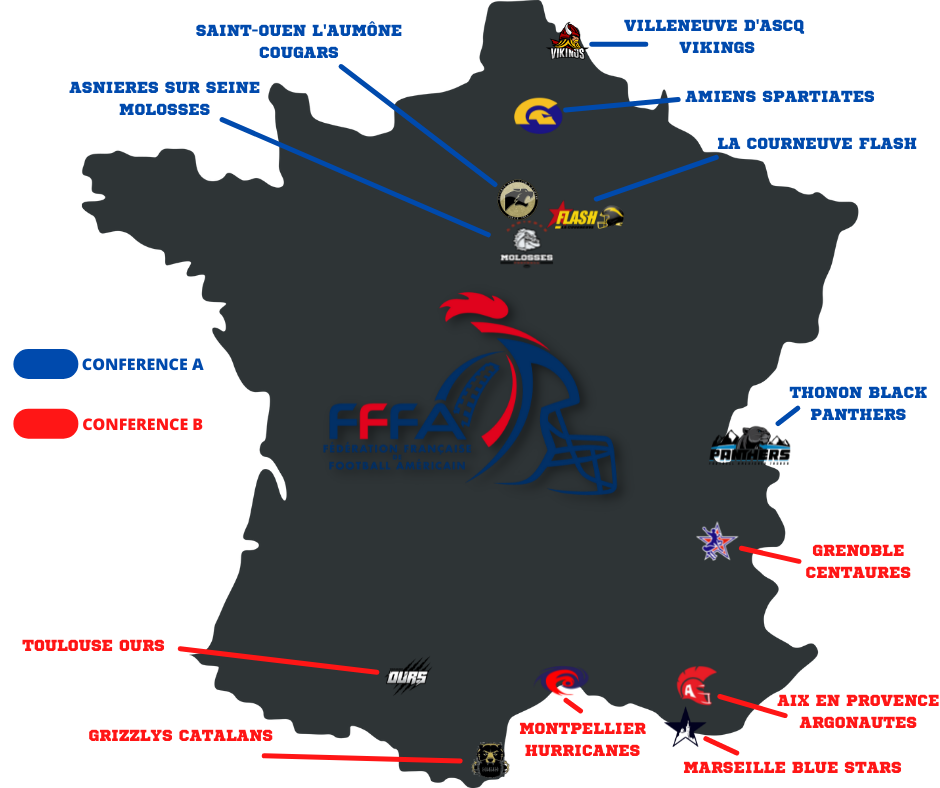 SAINT-OUEN L'AUMÔNE
COUGARS
VILLENEUVE D'ASCQ
VIKINGS
VIKINGS
ASNIERES SUR SEINE
MOLOSSES
AMIENS SPARTIATES
LA COURNEUVE FLASH
FLASH
MOLOSSES
CONFERENCE A
CONFERENCE B
FFFA
FÉDÉRATION FRANÇAISE
DE
FOOTBALL AMÉRICAIN
THONON BLACK
PANTHERS
PANTHERS
GRENOBLE
CENTAURES
TOULOUSE OURS
OURS
GRIZZLYS CATALANS
MONTPELLIER
HURRICANES
A
AIX EN PROVENCE
ARGONAUTES
MARSEILLE BLUE STARS